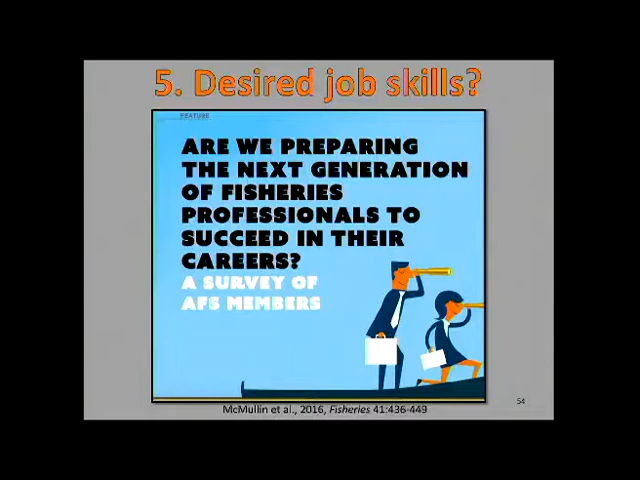 5. Desired job skills?
FEATURE
ARE WE PREPARING
THE NEXT GENERATION
OF FISHERIES
PROFESSIONALS TO
SUCCEED IN THEIR
CAREERS?
A SURVEY OF
AFS MEMBERS
McMullin et al., 2016, Fisheries 41:436-449
54